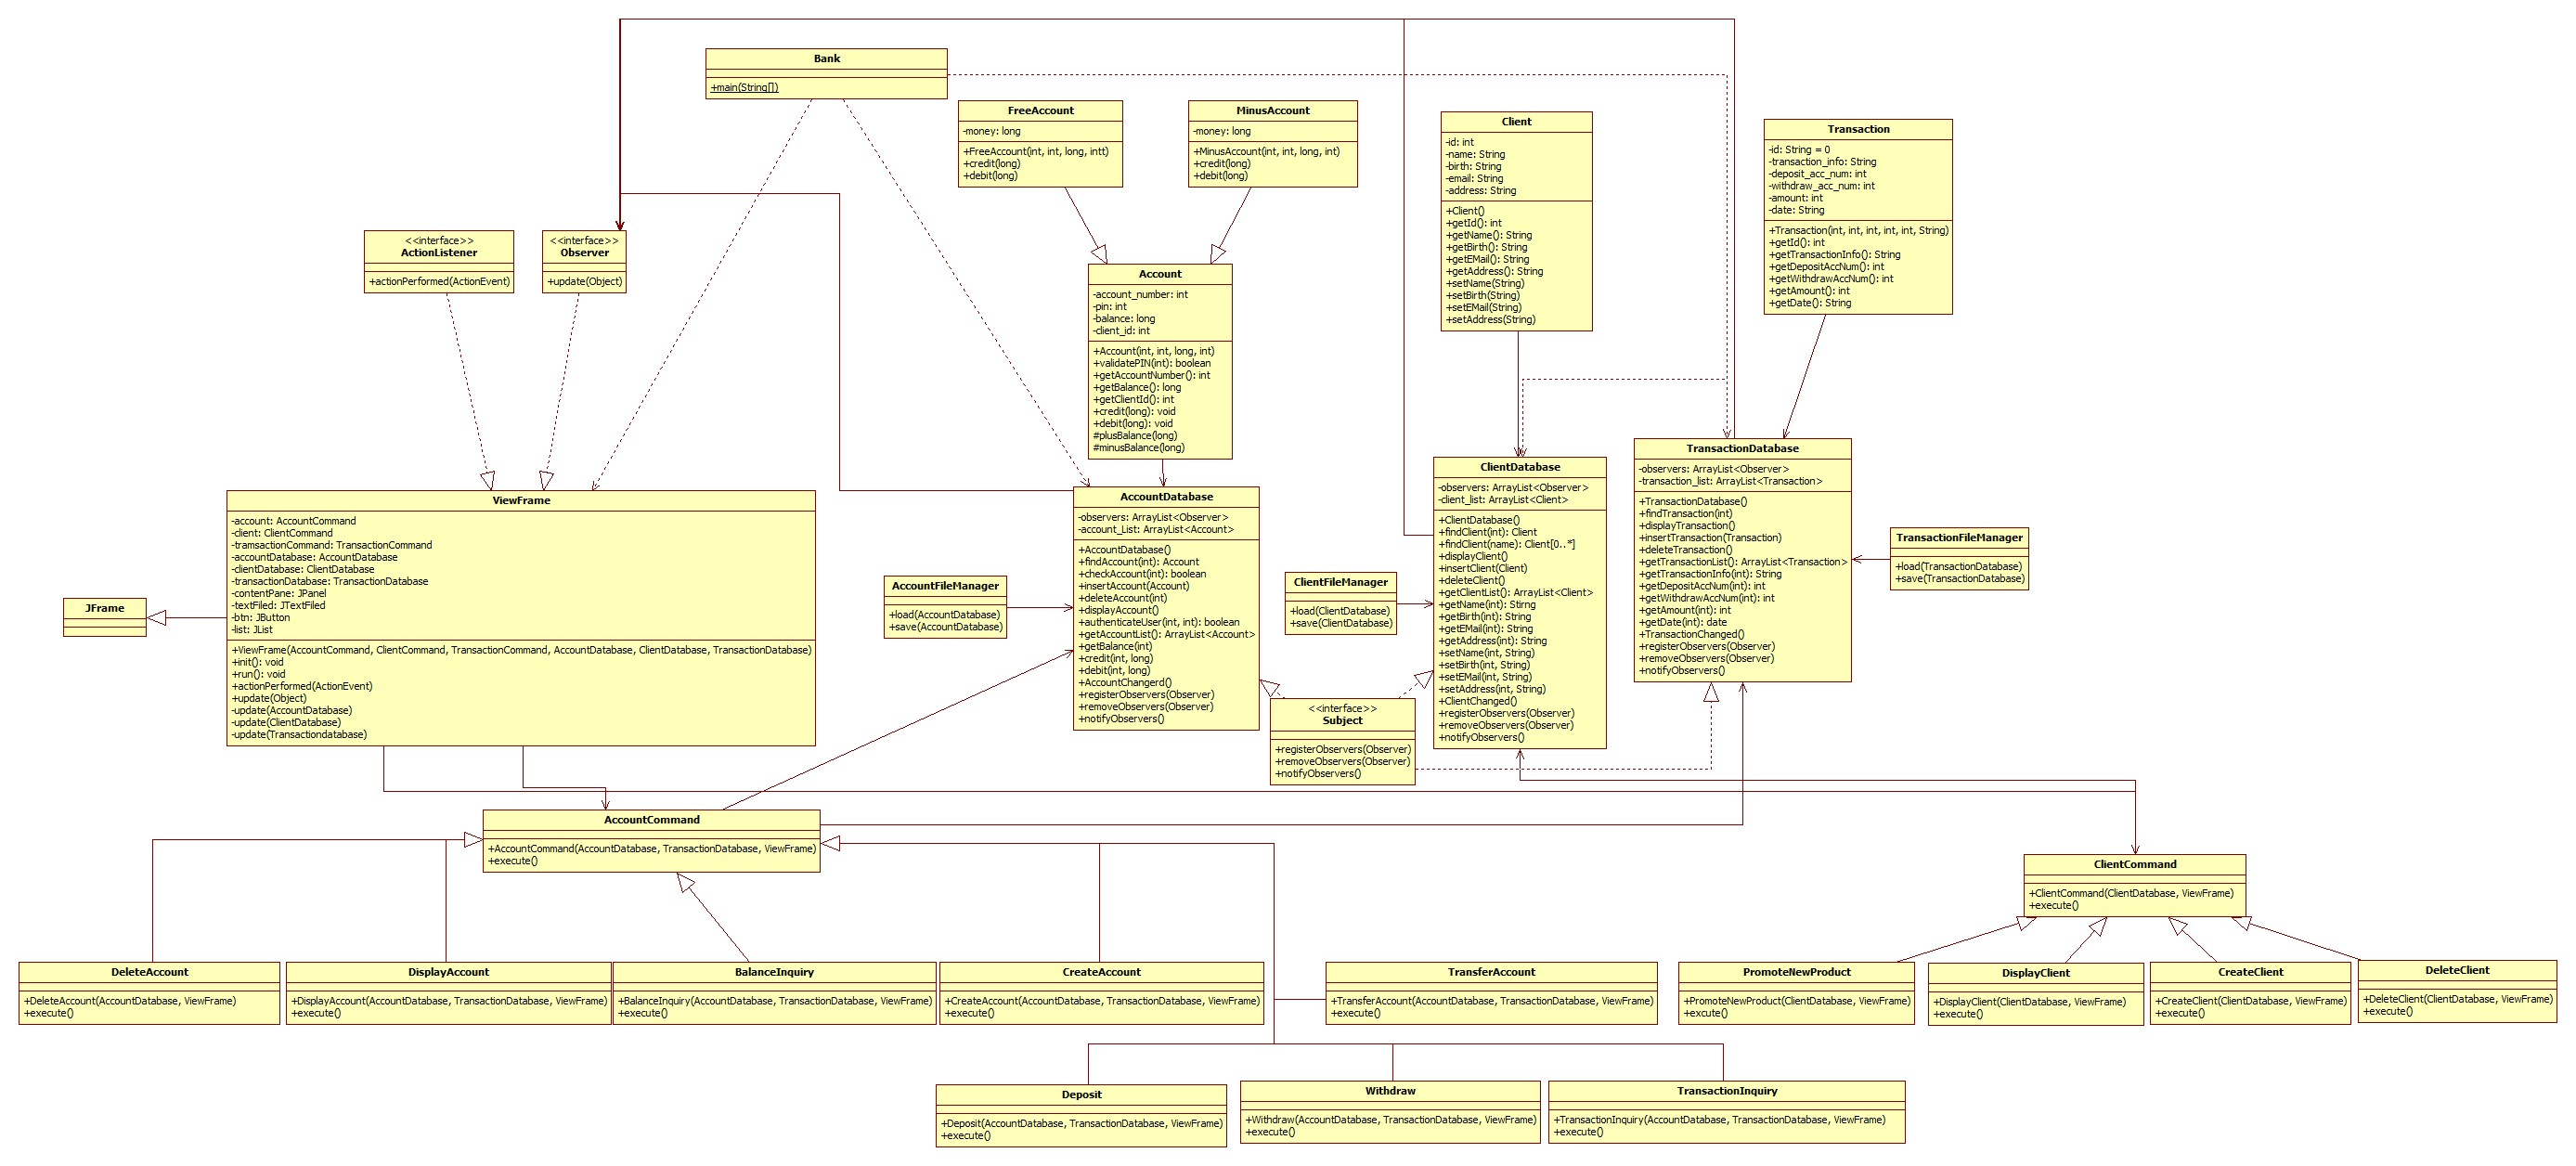 Bank
+main(String[])
FreeAccount
-money: long
+FreeAccount(int, int, long, intt)
+credit(long)
+debit(long)
MinusAccount
-money: long
+MinusAccount(int, int, long, int)
+credit(long)
+debit(long)
Client
-id: int
-name: String
-birth: String
-email: String
-address: String
+Client()
+getId(): int
+getName(): String
+getBirth(): String
+getEMail(): String
+getAddress(): String
+setName(String)
+setBirth(String)
+setEMail(String)
+setAddress(String)
Transaction
-id: String = 0
-transaction_info: String
-deposit_acc_num: int
-withdraw_acc_num: int
-amount: int
-date: String
+Transaction(int, int, int, int, int, String)
+getId(): int
+getTransactionInfo(): String
+getDepositAccNum(): int
+getWithdrawAccNum(): int
+getAmount(): int
+getDate(): String
<<interface>>
ActionListener
+actionPerformed(ActionEvent)
<<interface>>
Observer
+update(Object)
Account
-account_number: int
-pin: int
-balance: long
-client_id: int
+Account(int, int, long, int)
+validatePIN(int): boolean
+getAccountNumber(): int
+getBalance(): long
+getClientId(): int
+credit(long): void
+debit(long): void
#plusBalance(long)
#minusBalance(long)
JFrame
ViewFrame
-account: AccountCommand
-client: ClientCommand
-tramsactionCommand: TransactionCommand
-accountDatabase: AccountDatabase
-clientDatabase: ClientDatabase
-transactionDatabase: TransactionDatabase
-contentPane: JPanel
-textFiled: JTextFiled
-btn: JButton
-list: JList
+ViewFrame(AccountCommand, ClientCommand, TransactionCommand, AccountDatabase, ClientDatabase, TransactionDatabase)
+init(): void
+run(): void
+actionPerformed(ActionEvent)
+update(Object)
-update(AccountDatabase)
-update(ClientDatabase)
-update(Transactiondatabase)
AccountFileManager
+load(AccountDatabase)
+save(AccountDatabase)
AccountDatabase
-observers: ArrayList<Observer>
-account_List: ArrayList<Account>
+AccountDatabase()
+findAccount(int): Account
+checkAccount(int): boolean
+insertAccount(Account)
+deleteAccount(int)
+displayAccount()
+authenticateUser(int, int): boolean
+getAccountList(): ArrayList<Account>
+getBalance(int)
+credit(int, long)
+debit(int, long)
+AccountChangerd()
+registerObservers(Observer)
+removeObservers(Observer)
+notifyObservers()
ClientFileManager
+load(ClientDatabase)
+save(ClientDatabase)
<<interface>>
Subject
+registerObservers(Observer)
+removeObservers(Observer)
+notifyObservers()
ClientDatabase
-observers: ArrayList<Observer>
-client_list: ArrayList<Client>
+ClientDatabase()
+findClient(int): Client
+findClient(name): Client[0..*]
+displayClient()
+insertClient(Client)
+deleteClient()
+getClientList(): ArrayList<Client>
+getName(int): Stirng
+getBirth(int): String
+getEMail(int): String
+getAddress(int): String
+setName(int, String)
+setBirth(int, String)
+setEMail(int, String)
+setAddress(int, String)
+ClientChanged()
+registerObservers(Observer)
+removeObservers(Observer)
+notifyObservers()
TransactionDatabase
-observers: ArrayList<Observer>
-transaction_list: ArrayList<Transaction>
+TransactionDatabase()
+findTransaction(int)
+displayTransaction()
+insertTransaction(Transaction)
+deleteTransaction()
+getTransactionList(): ArrayList<Transaction>
+getTransactionInfo(int): String
+getDepositAccNum(int): int
+getWithdrawAccNum(int): int
+getAmount(int): int
+getDate(int): date
+TransactionChanged()
+registerObservers(Observer)
+removeObservers(Observer)
+notifyObservers()
TransactionFileManager
+load(TransactionDatabase)
+save(TransactionDatabase)
AccountCommand
+AccountCommand(AccountDatabase, TransactionDatabase, ViewFrame)
+execute()
ClientCommand
+ClientCommand(ClientDatabase, ViewFrame)
+execute()
DeleteAccount
+DeleteAccount(AccountDatabase, ViewFrame)
+execute()
DisplayAccount
+DisplayAccount(AccountDatabase, TransactionDatabase, ViewFrame)
+execute()
BalanceInquiry
+BalanceInquiry(AccountDatabase, TransactionDatabase, ViewFrame)
+execute()
CreateAccount
+CreateAccount(AccountDatabase, TransactionDatabase, ViewFrame)
+execute()
TransferAccount
+TransferAccount(AccountDatabase, TransactionDatabase, ViewFrame)
+execute()
PromoteNewProduct
+PromoteNewProduct(ClientDatabase, ViewFrame)
+excute()
DisplayClient
+DisplayClient(ClientDatabase, ViewFrame)
+execute()
CreateClient
+CreateClient(ClientDatabase, ViewFrame)
+execute()
DeleteClient
+DeleteClient(ClientDatabase, ViewFrame)
+execute()
Deposit
+Deposit(AccountDatabase, TransactionDatabase, ViewFrame)
+execute()
Withdraw
+Withdraw(AccountDatabase, TransactionDatabase, ViewFrame)
+execute()
TransactionInquiry
+TransactionInquiry(AccountDatabase, TransactionDatabase, ViewFrame)
+execute()